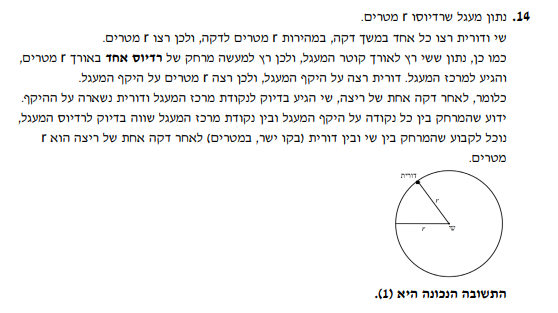 14. נתון מעגל שרדיוסו r מטרים.
שי ודורית רצו כל אחד במשך דקה, במהירות r מטרים לדקה, ולכן רצו r מטרים.
כמו כן, נתון ששי רץ לאורך קוטר המעגל, ולכן רץ למעשה מרחק של רדיוס אחד באורך r מטרים,
והגיע למרכז המעגל. דורית רצה על היקף המעגל, ולכן רצה r מטרים על היקף המעגל.
כלומר, לאחר דקה אחת של ריצה, שי הגיע בדיוק לנקודת מרכז המעגל ודורית נשארה על ההיקף.
ידוע שהמרחק בין כל נקודה על היקף המעגל ובין נקודת מרכז המעגל שווה בדיוק לרדיוס המעגל,
נוכל לקבוע שהמרחק בין שי ובין דורית (בקו ישר, במטרים) לאחר דקה אחת של ריצה הוא r
מטרים.
דורית
r
r
שי
התשובה הנכונה היא (1).